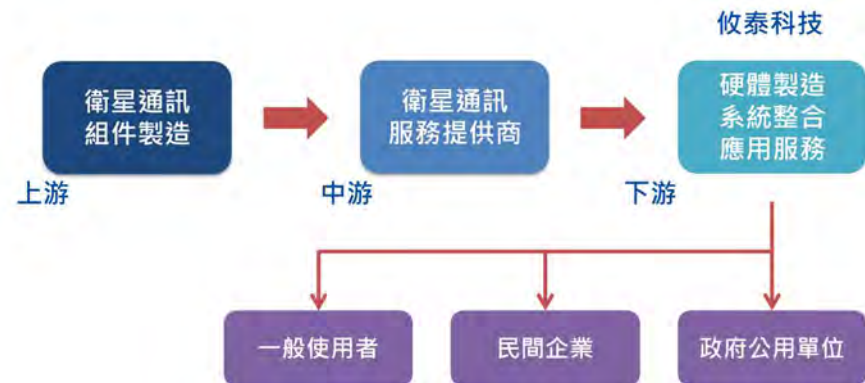 攸泰科技
衛星通訊
組件製造
衛星通訊
服務提供商
硬體製造
系統整合
應用服務
上游
中游
下游
一般使用者
民間企業
政府公用單位